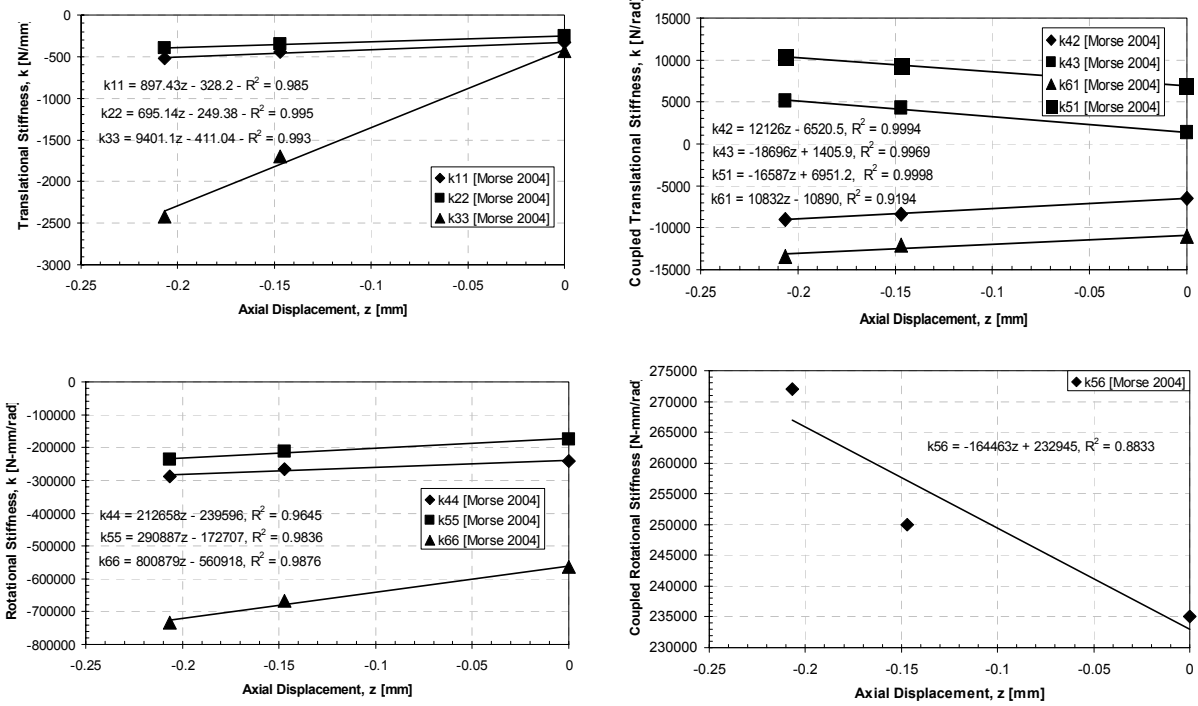 Translational Stiffness, k [N/mm]
0
-500
-1000
-1500
-2000
-2500
-3000
k11 = 897.43z - 328.2 - R² = 0.985
k22 = 695.14z - 249.38 - R² = 0.995
k33 = 9401.1z - 411.04 - R² = 0.993
k11 [Morse 2004]
k22 [Morse 2004]
k33 [Morse 2004]
-0.25 -0.2 -0.15 -0.1 -0.05 0
Axial Displacement, z [mm]
Coupled Translational Stiffness, k [N/rad]
15000
10000
5000
0
-5000
-10000
-15000
k42 [Morse 2004]
k43 [Morse 2004]
k61 [Morse 2004]
k51 [Morse 2004]
k42 = 12126z - 6520.5, R² = 0.9994
k43 = -18696z + 1405.9, R² = 0.9969
k51 = -16587z + 6951.2, R² = 0.9998
k61 = 10832z - 10890, R² = 0.9194
-0.25 -0.2 -0.15 -0.1 -0.05 0
Axial Displacement, z [mm]
Rotational Stiffness, k [N-mm/rad]
0
-100000
-200000
-300000
-400000
-500000
-600000
-700000
-800000
k44 [Morse 2004]
k55 [Morse 2004]
k66 [Morse 2004]
k44 = 212658z - 239596, R² = 0.9645
k55 = 290887z - 172707, R² = 0.9836
k66 = 800879z - 560918, R² = 0.9876
-0.25 -0.2 -0.15 -0.1 -0.05 0
Axial Displacement, z [mm]
Coupled Rotational Stiffness [N-mm/rad]
275000
270000
265000
260000
255000
250000
245000
240000
235000
230000
k56 [Morse 2004]
k56 = -164463z + 232945, R² = 0.8833
-0.25 -0.2 -0.15 -0.1 -0.05 0
Axial Displacement, z [mm]